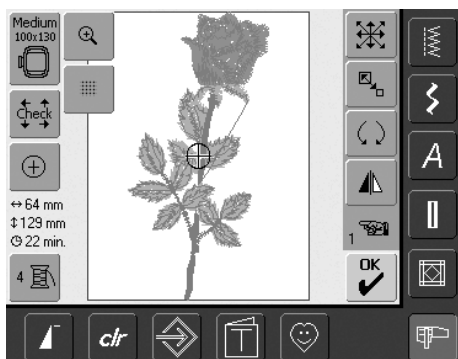 Medium
100x130
Check
64 mm
129 mm
22 min.
4
1
OK
A
clr
T